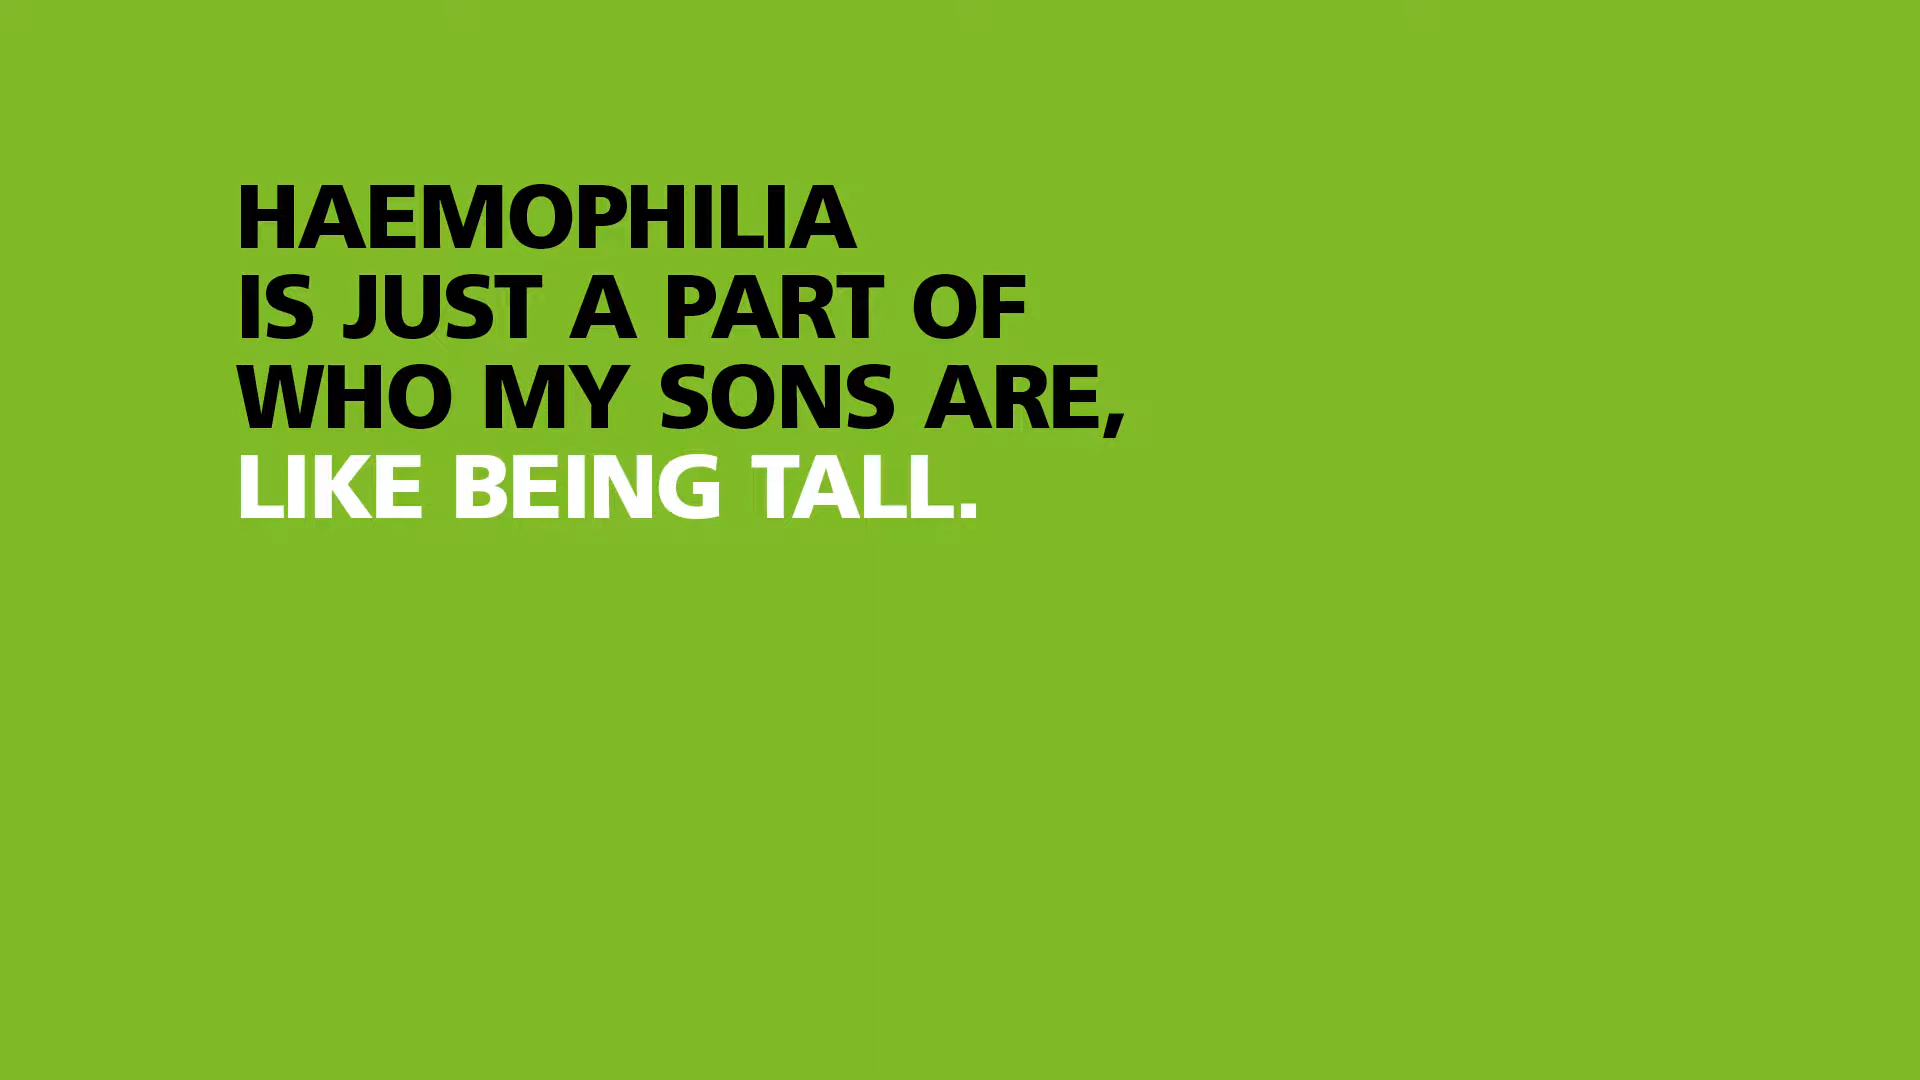 HAEMOPHILIA
IS JUST A PART OF
WHO MY SONS ARE,
LIKE BEING TALL.